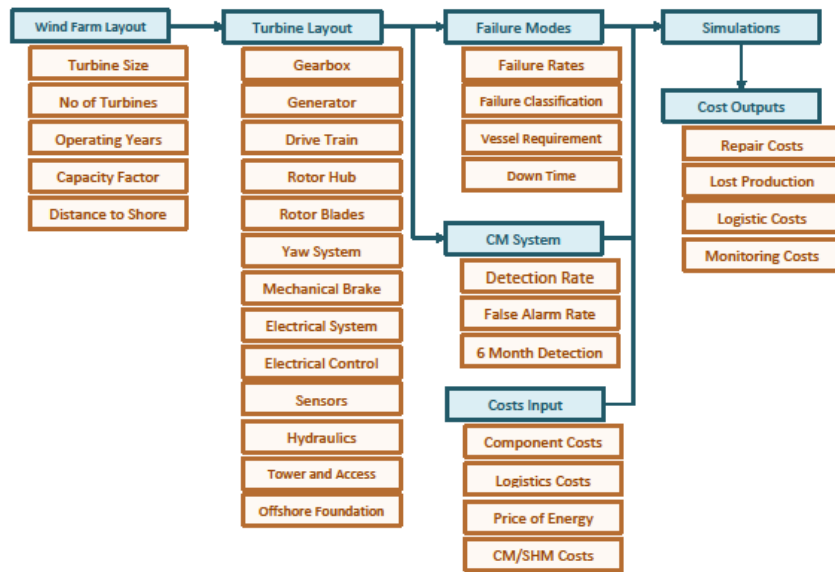 Wind Farm Layout
Turbine Size
No of Turbines
Operating Years
Capacity Factor
Distance to Shore
Turbine Layout
Gearbox
Generator
Drive Train
Rotor Hub
Rotor Blades
Yaw System
Mechanical Brake
Electrical System
Electrical Control
Sensors
Hydraulics
Tower and Access
Offshore Foundation
Failure Modes
Failure Rates
Failure Classification
Vessel Requirement
Down Time
CM System
Detection Rate
False Alarm Rate
6 Month Detection
Costs Input
Component Costs
Logistics Costs
Price of Energy
CM/SHM Costs
Simulations
Cost Outputs
Repair Costs
Lost Production
Logistic Costs
Monitoring Costs